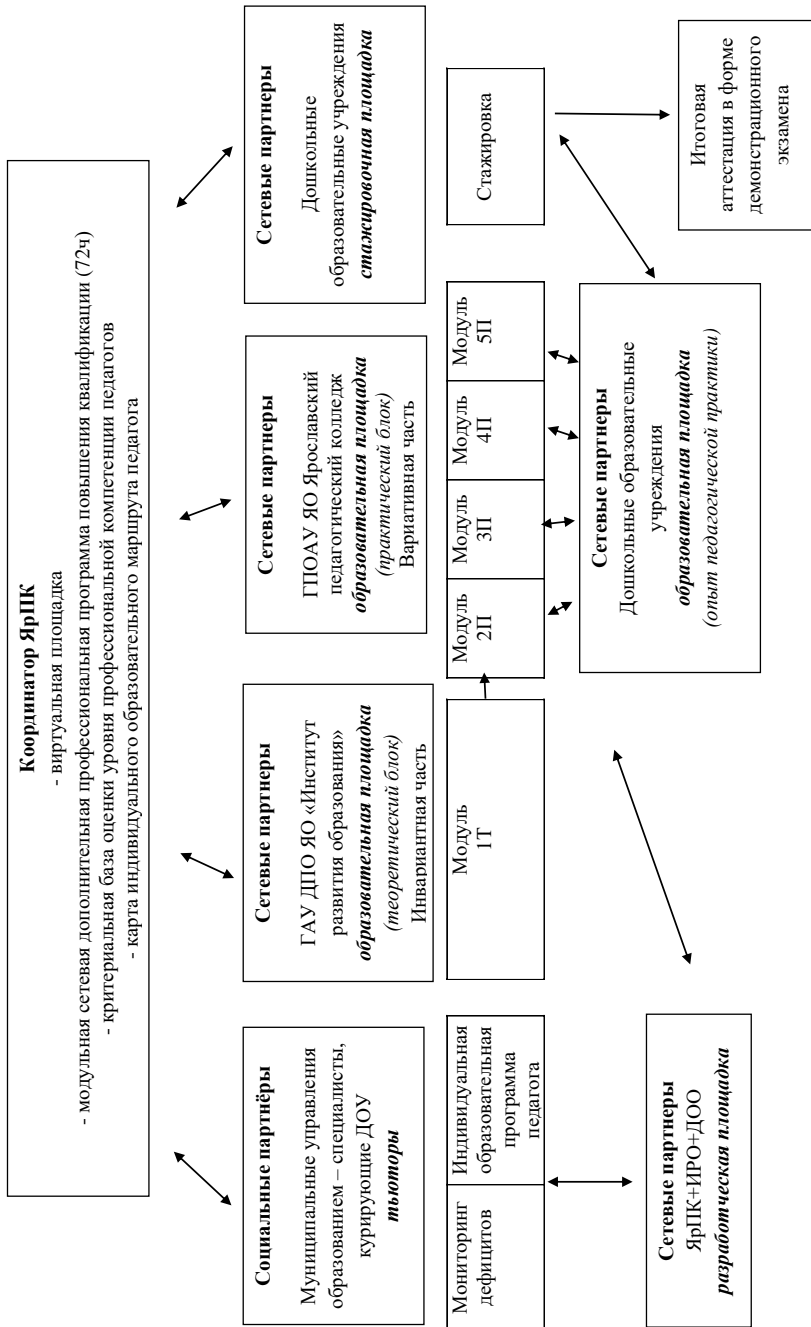 Координатор ЯрПК
- виртуальная площадка
- модульная сетевая дополнительная профессиональная программа повышения квалификации (72ч)
- критериальная база оценки уровня профессиональной компетенции педагогов
- карта индивидуального образовательного маршрута педагога
Социальные партнёры
Муниципальные управления
образованием – специалисты,
курирующие ДОУ
тьюторы
Сетевые партнеры
ГАУ ДПО ЯО «Институт
развития образования»
образовательная площадка
(теоретический блок)
Инвариантная часть
Сетевые партнеры
ГПОАУ ЯО Ярославский
педагогический колледж
образовательная площадка
(практический блок)
Вариативная часть
Сетевые партнеры
Дошкольные
образовательные учреждения
стажировочная площадка
Мониторинг
дефицитов
Индивидуальная
образовательная
программа
педагога
Модуль
1Т
Модуль
2П
Модуль
3П
Модуль
4П
Модуль
5П
Стажировка
Сетевые партнеры
ЯрПК+ИРО+ДОО
разработческая площадка
Сетевые партнеры
Дошкольные образовательные
учреждения
образовательная площадка
(опыт педагогической практики)
Итоговая
аттестация в форме
демонстрационного
экзамена